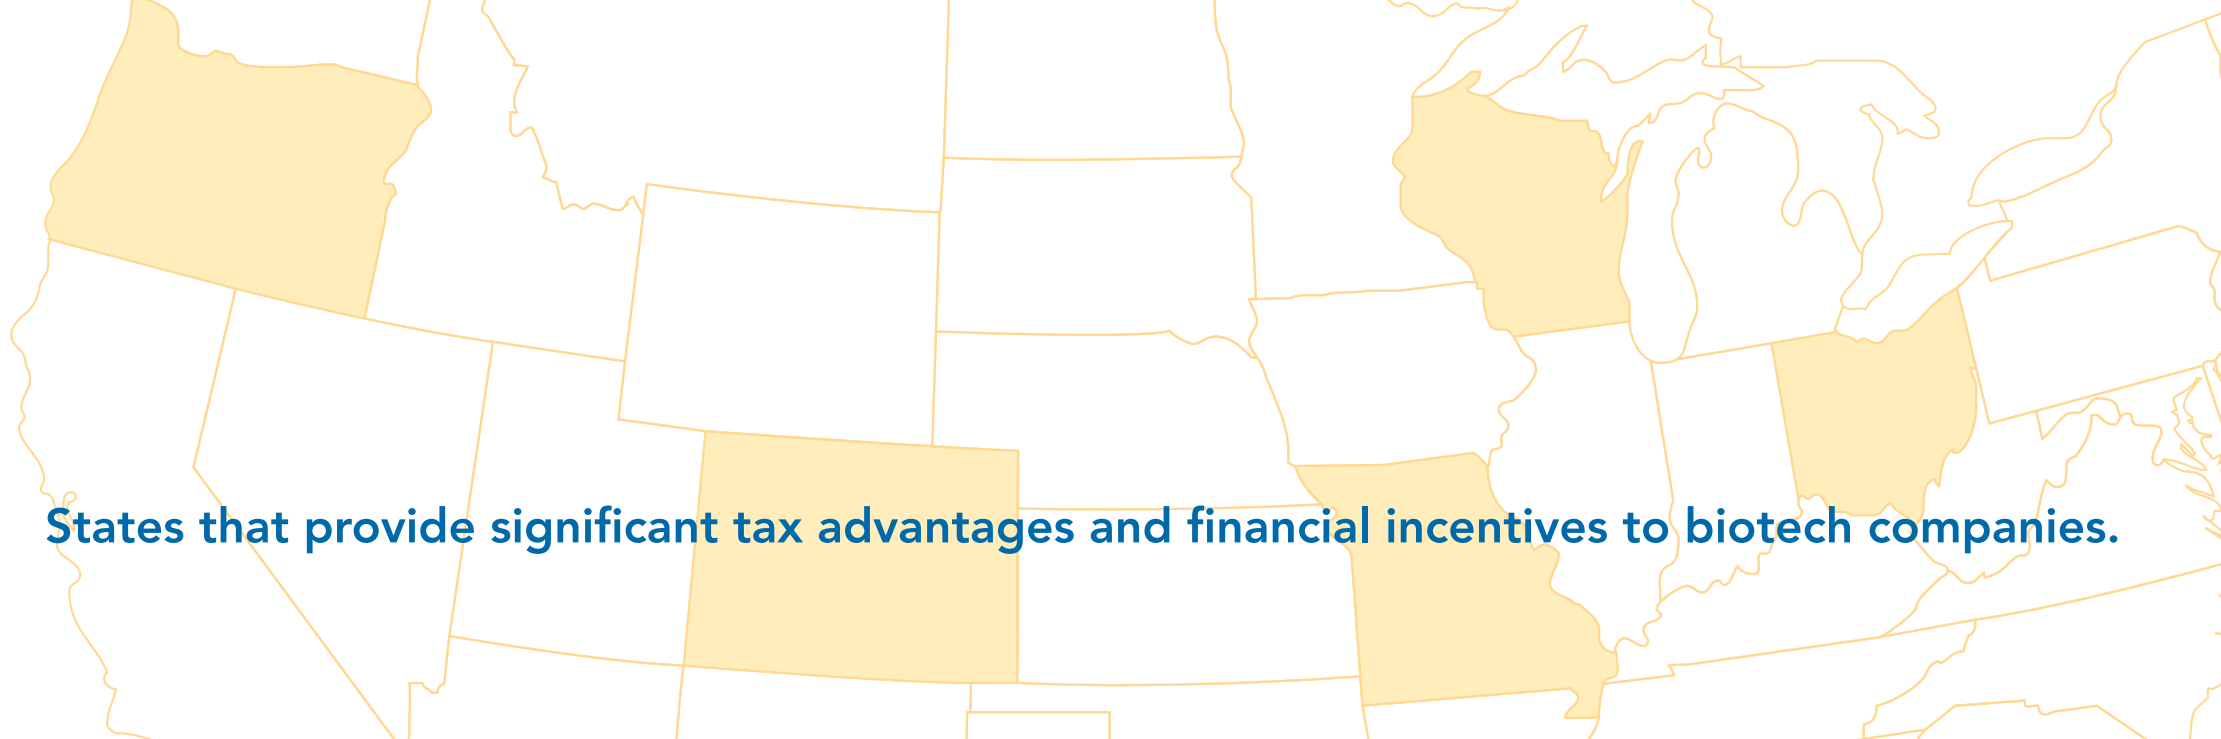 States that provide significant tax advantages and financial incentives to biotech companies.